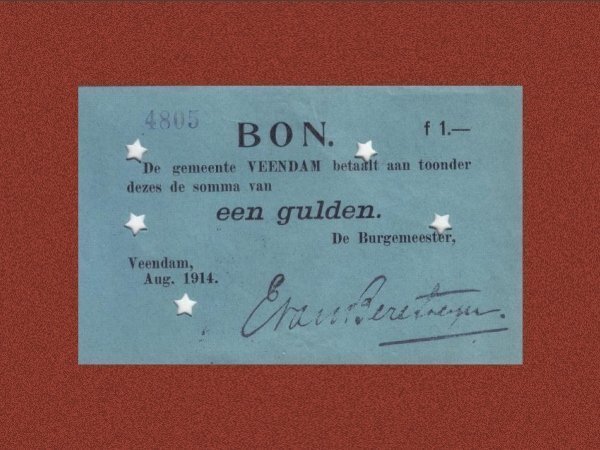 4805
BON.
f 1.—
De gemeente VEENDAM betaalt aan toonder
dezes de somma van
een gulden.
De Burgemeester,
Veendam,
Aug. 1914.